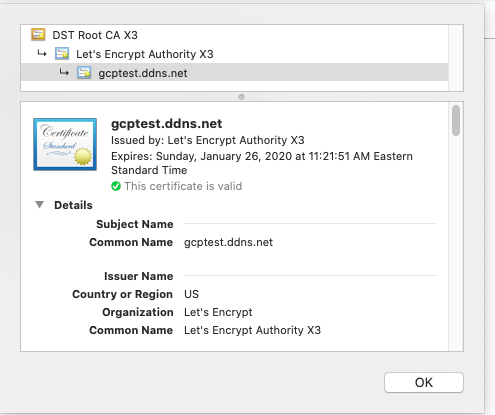 DST Root CA X3
Let's Encrypt Authority X3
gcptest.ddns.net
Certificate
Standard
gcptest.ddns.net
Issued by: Let's Encrypt Authority X3
Expires: Sunday, January 26, 2020 at 11:21:51 AM Eastern
Standard Time
This certificate is valid
Details
Subject Name
Common Name gcptest.ddns.net
Issuer Name
Country or Region US
Organization Let's Encrypt
Common Name Let's Encrypt Authority X3
OK